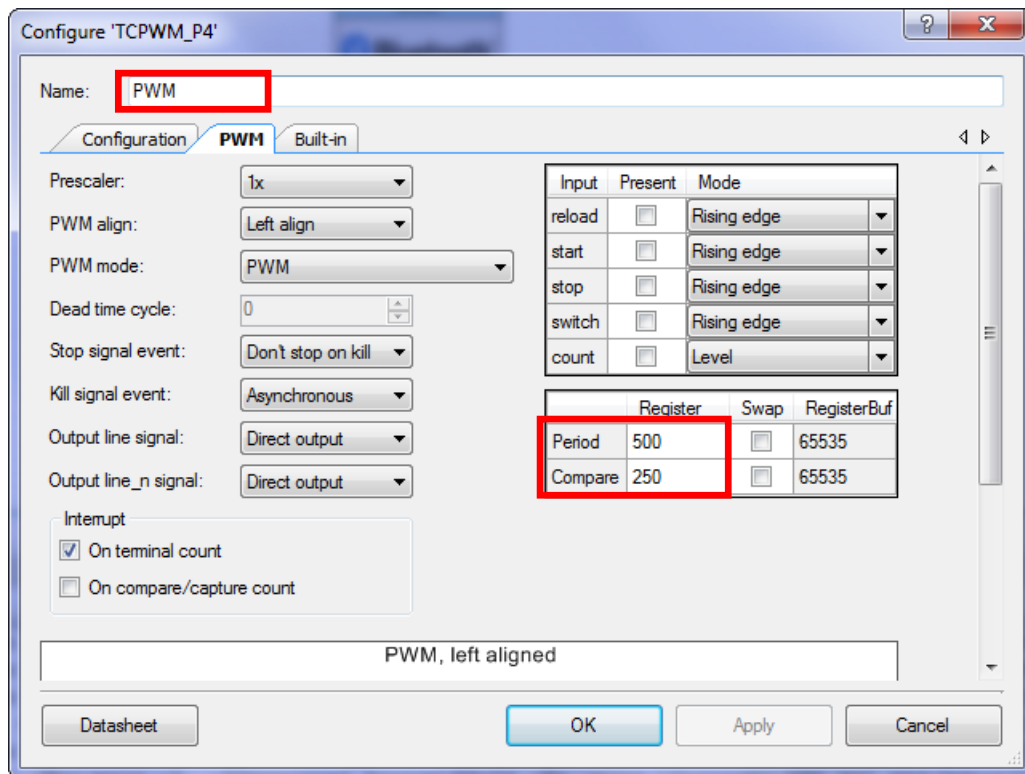 Configure 'TCPWM_P4'
Name: PWM
Configuration PWM Built-in
Prescaler: 1x
PWM align: Left align
PWM mode: PWM
Dead time cycle: 0
Stop signal event: Don't stop on kill
Kill signal event: Asynchronous
Output line signal: Direct output
Output line_n signal: Direct output
Interrupt
On terminal count
On compare/capture count
Input Present Mode
reload Rising edge
start Rising edge
stop Rising edge
switch Rising edge
count Level
Register Swap RegisterBuf
Period 500 65535
Compare 250 65535
PWM, left aligned
Datasheet OK Apply Cancel